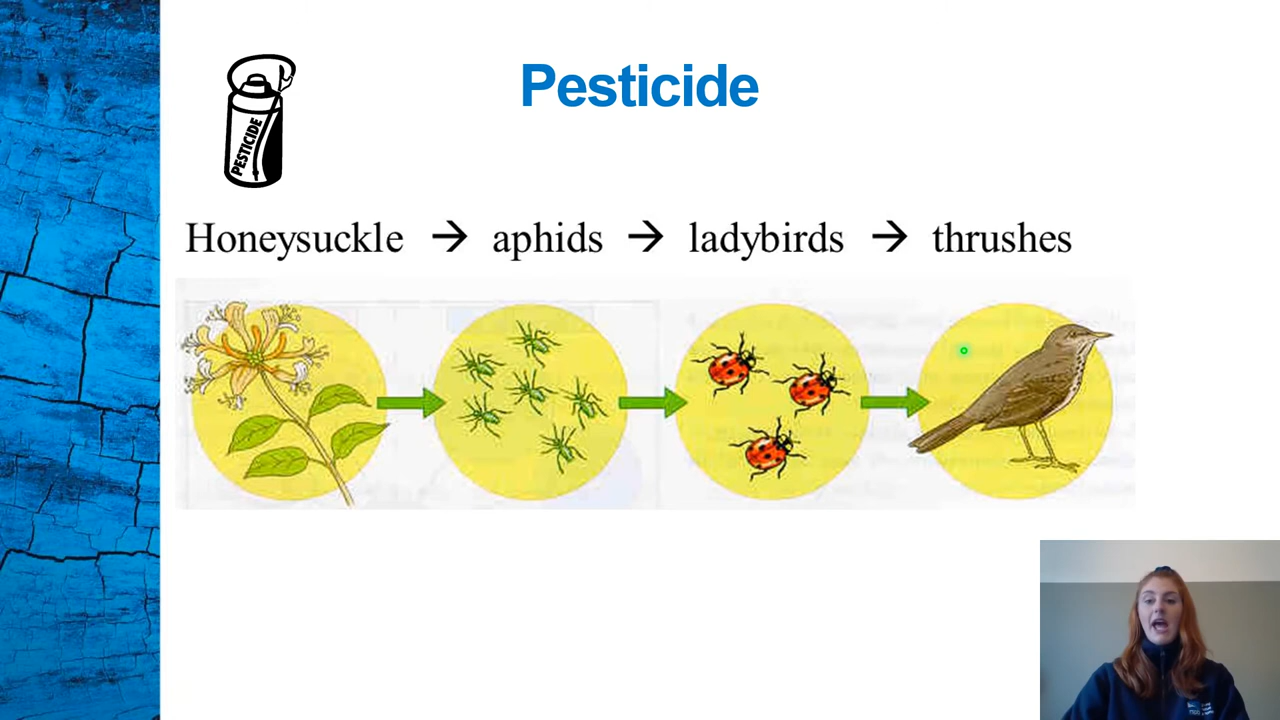 Pesticide
PESTICIDE
Honeysuckle → aphids → ladybirds → thrushes